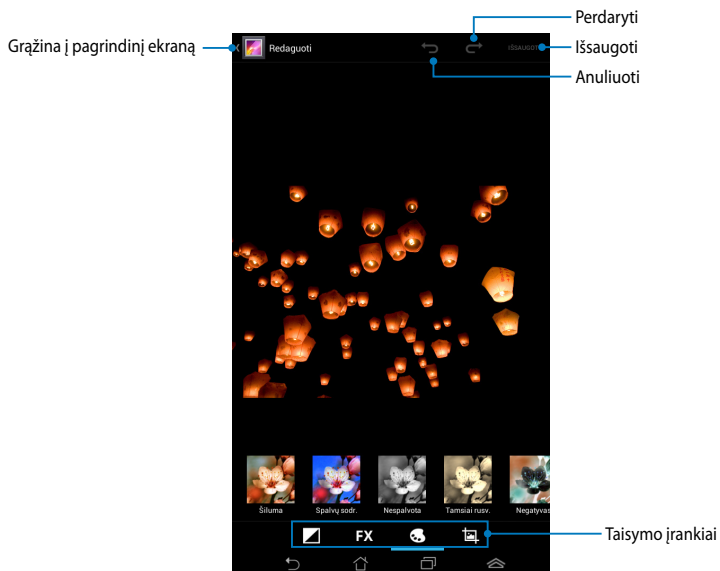 Perdaryti
Grąžina į pagrindinį ekraną
Redaguoti
IŠSAUGOTI
Išsaugoti
Anuliuoti
Šiluma
Spalvų sodr.
Nespalvota
Tamsiai rusv.
Negatyvas
FX
Taisymo įrankiai